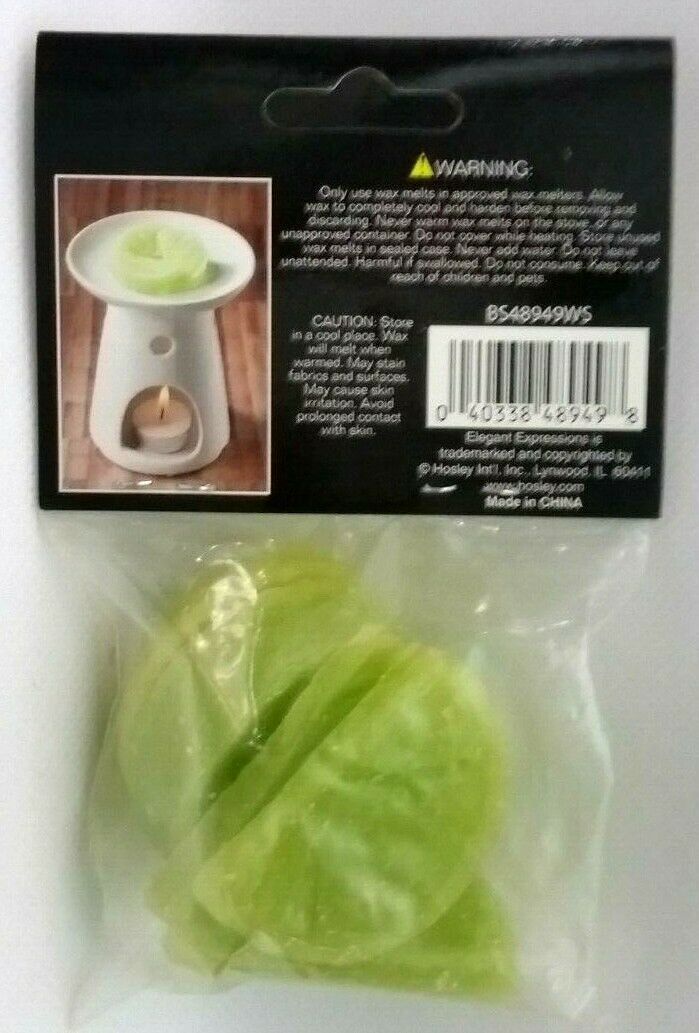 WARNING:
Only use wax melts in approved wax melters. Allow
wax to completely cool and harden before removing and
discarding. Never warm wax melts on the stove, or any
unapproved container. Do not cover while heating. Store unused
wax melts in sealed case. Never add water. Do not leave
unattended. Harmful if swallowed. Do not consume. Keep out of
reach of children and pets.
CAUTION: Store
in a cool place. Wax
will melt when
warmed. May stain
fabrics and surfaces.
May cause skin
irritation. Avoid
prolonged contact
with skin.
BS48949WS
0 40338 48949 8
Elegant Expressions is
trademarked and copyrighted by
© Hosley Int'l, Inc., Lynwood, IL 60411
www.hosley.com
Made in CHINA